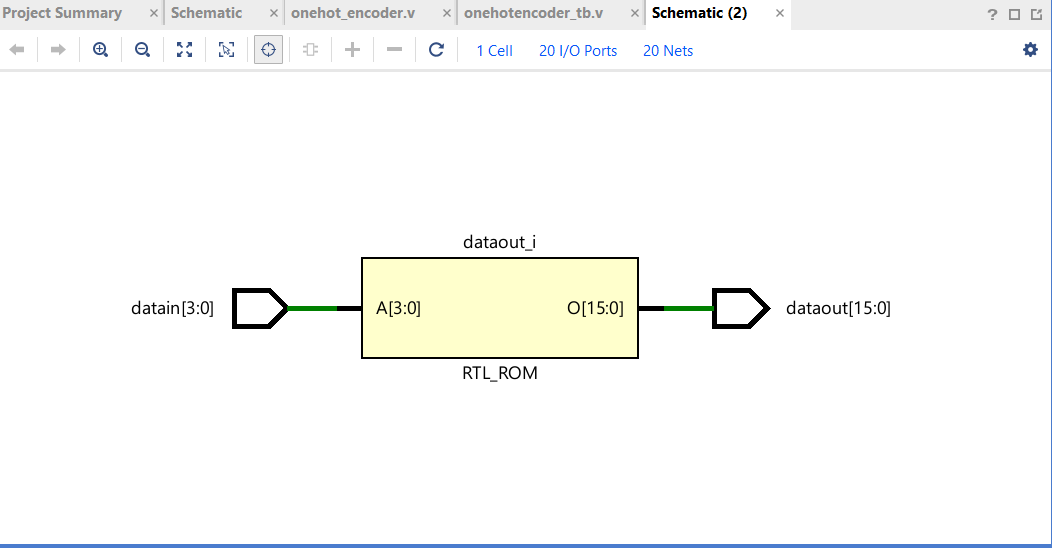 Project Summary × Schematic × onehot_encoder.v × onehotencoder_tb.v × Schematic (2) × ?
1 Cell 20 I/O Ports 20 Nets
dataout_i
datain[3:0] A[3:0] O[15:0] dataout[15:0]
RTL_ROM